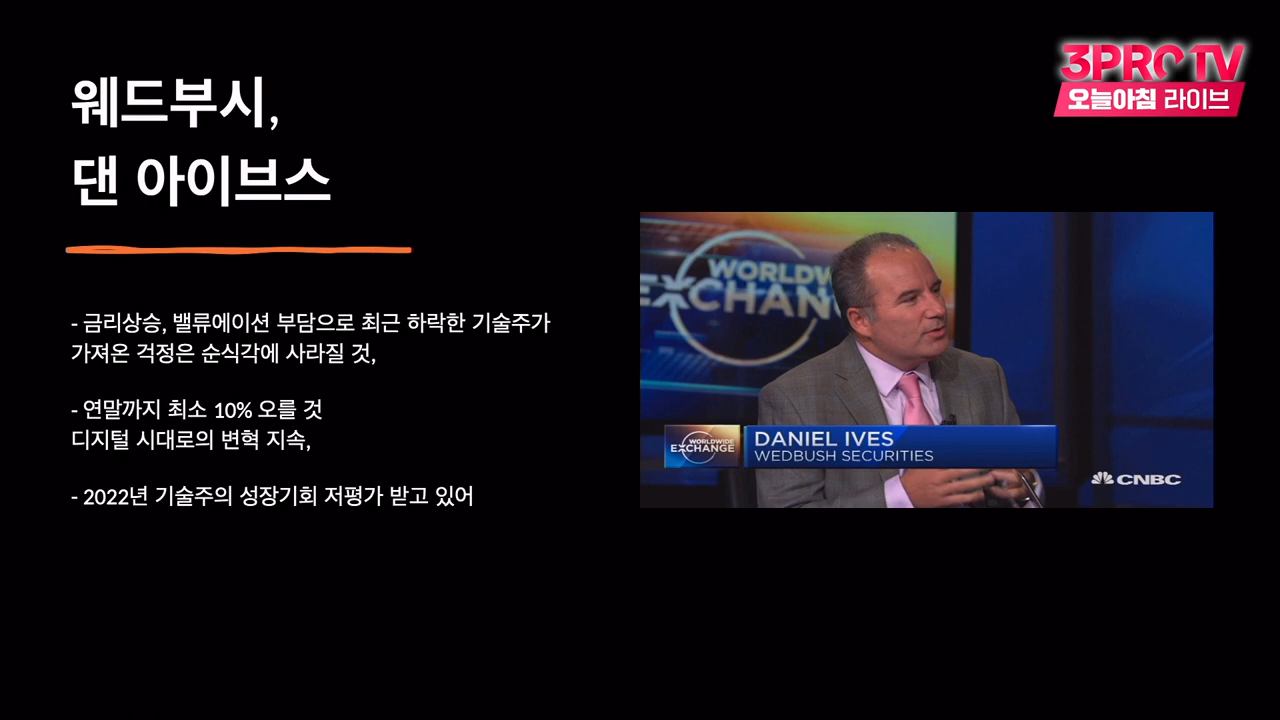 3PROTV
오늘아침 라이브
웨드부시,
댄 아이브스
- 금리상승, 밸류에이션 부담으로 최근 하락한 기술주가
가져온 걱정은 순식각에 사라질 것,
- 연말까지 최소 10% 오를 것
디지털 시대로의 변혁 지속,
- 2022년 기술주의 성장기회 저평가 받고 있어
WORLDW
EXCHANG
WORLDWIDE
EXCHANGE
DANIEL IVES
WEDBUSH SECURITIES
CNBC